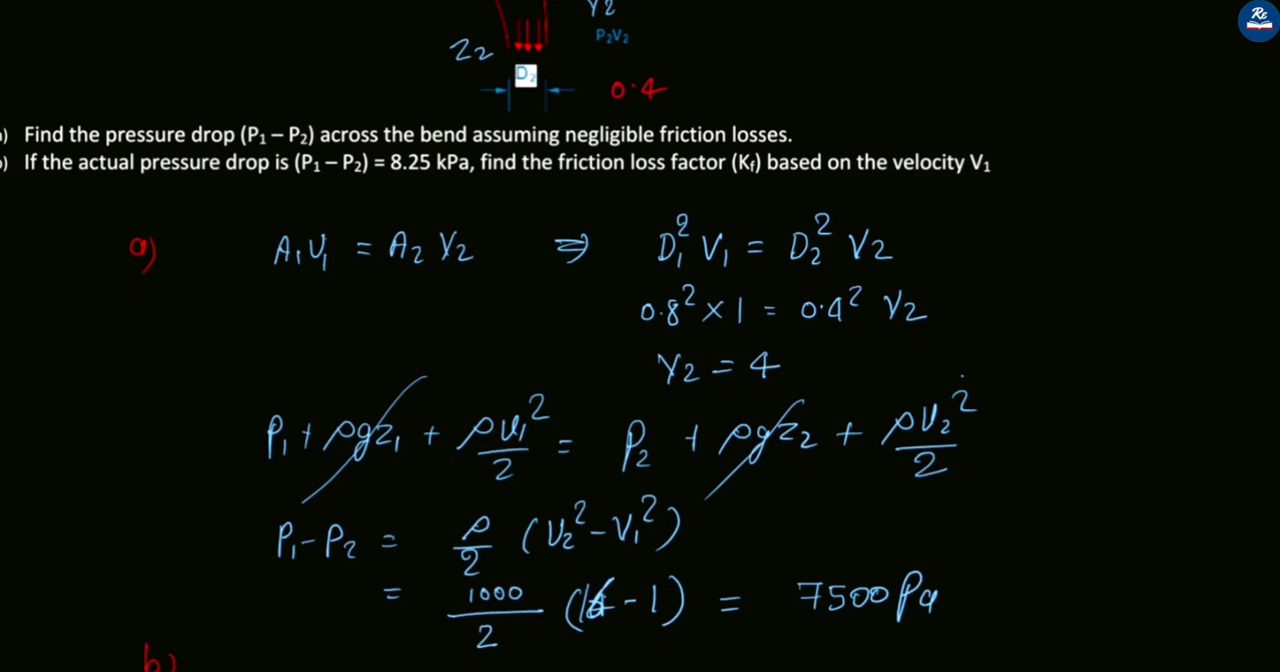 V2
P₂V₂
Z2
D₂
0.4
) Find the pressure drop (P₁ – P₂) across the bend assuming negligible friction losses.
) If the actual pressure drop is (P₁ – P₂) = 8.25 kPa, find the friction loss factor (Kf) based on the velocity V₁
a) A₁V₁ = A₂ V₂ ⇒ D₁² V₁ = D₂² V₂
0.8² × 1 = 0.4² V₂
V₂ = 4
P₁ + ρgz₁ + ρv₁²/2 = P₂ + ρgz₂ + ρv₂²/2
P₁ - P₂ = ρ/2 (V₂² - V₁²)
= 1000/2 (16 - 1) = 7500 Pa
b)